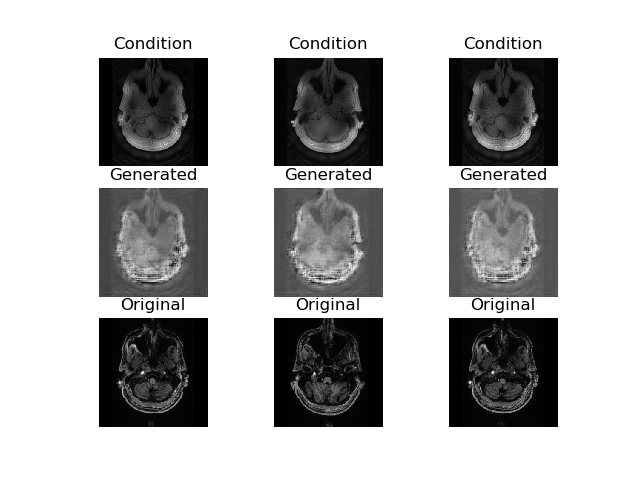 Condition Condition Condition
Generated Generated Generated
Original Original Original